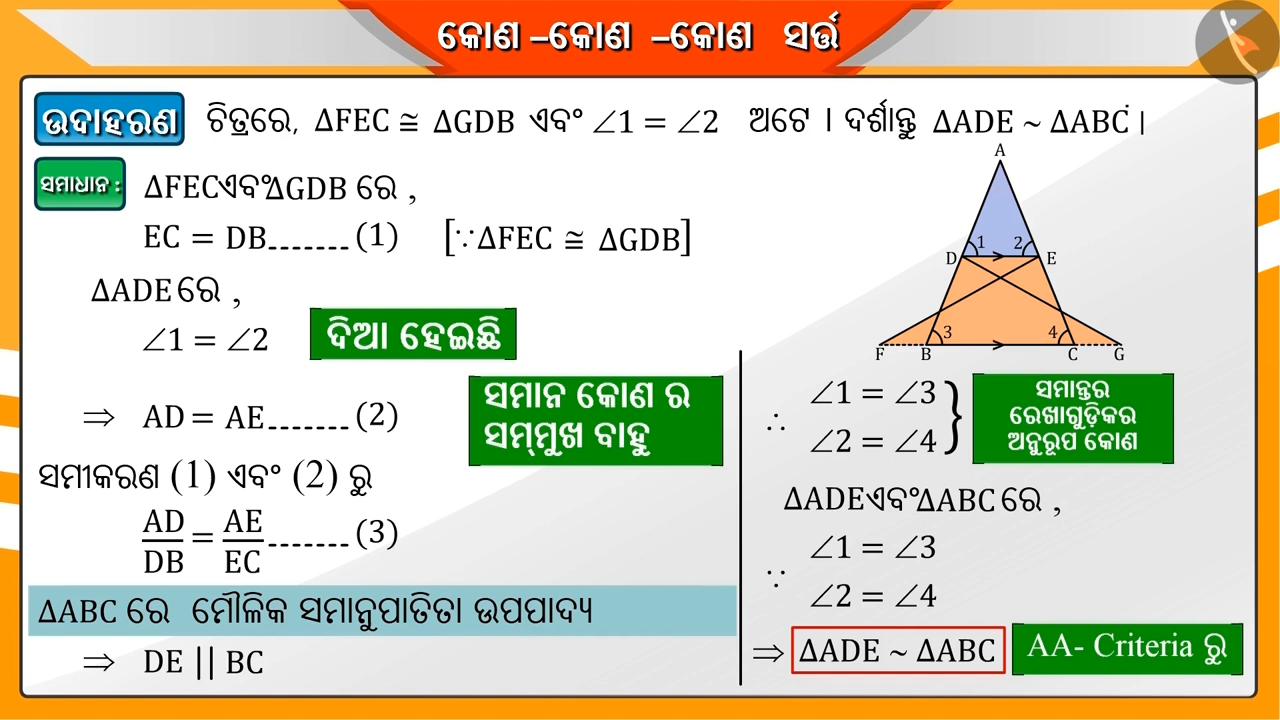 କୋଣ –କୋଣ –କୋଣ ସର୍ତ୍ତ
ଉଦାହରଣ ଚିତ୍ରରେ, ΔFEC ≅ ΔGDB ଏବଂ ∠1 = ∠2 ଅଟେ । ଦର୍ଶାନ୍ତୁ ΔADE ~ ΔABC ।
ସମାଧାନ : ΔFECଏବଂΔGDB ରେ ,
EC = DB------- (1) [∵ΔFEC ≅ ΔGDB]
ΔADE ରେ ,
∠1 = ∠2 ଦିଆ ହେଇଛି
⇒ AD = AE------- (2)
ସମାନ କୋଣ ର
ସମ୍ମୁଖ ବାହୁ
ସମୀକରଣ (1) ଏବଂ (2) ରୁ
AD/DB = AE/EC ------- (3)
ΔABC ରେ ମୌଳିକ ସମାନୁପାତିତା ଉପପାଦ୍ୟ
⇒ DE || BC
A
D 1 2 E
3 4
F B C G
∴ ∠1 = ∠3
∠2 = ∠4 }
ସମାନ୍ତର
ରେଖାଗୁଡ଼ିକର
ଅନୁରୂପ କୋଣ
ΔADEଏବଂΔABC ରେ ,
∵ ∠1 = ∠3
∠2 = ∠4
⇒ ΔADE ~ ΔABC AA- Criteria ରୁ